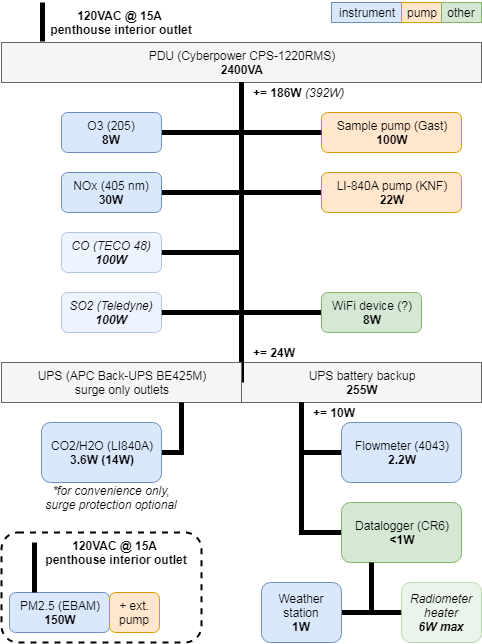 120VAC @ 15A
penthouse interior outlet
instrument
pump
other
PDU (Cyberpower CPS-1220RMS)
2400VA
+= 186W (392W)
O3 (205)
8W
Sample pump (Gast)
100W
NOx (405 nm)
30W
LI-840A pump (KNF)
22W
CO (TECO 48)
100W
SO2 (Teledyne)
100W
WiFi device (?)
8W
+= 24W
UPS (APC Back-UPS BE425M)
surge only outlets
UPS battery backup
255W
+= 10W
CO2/H2O (LI840A)
3.6W (14W)
*for convenience only,
surge protection optional
Flowmeter (4043)
2.2W
Datalogger (CR6)
<1W
120VAC @ 15A
penthouse interior outlet
PM2.5 (EBAM)
150W
+ ext.
pump
Weather
station
1W
Radiometer
heater
6W max